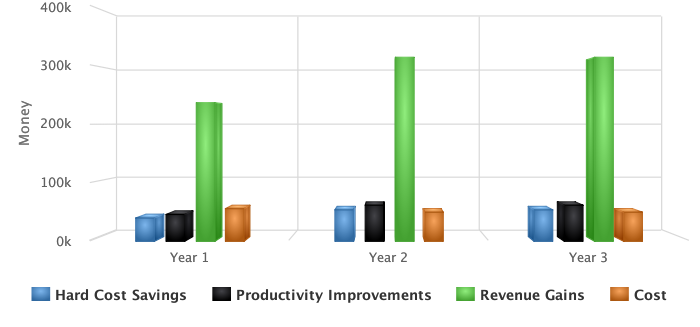 400k
300k
200k
100k
0k
Money
Year 1 Year 2 Year 3
Hard Cost Savings Productivity Improvements Revenue Gains Cost